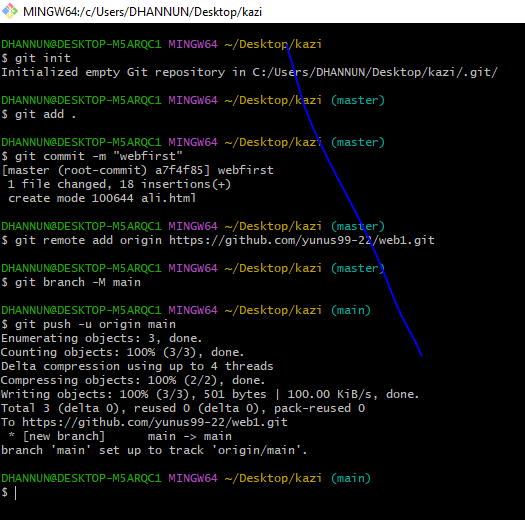 MINGW64:/c/Users/DHANNUN/Desktop/kazi
DHANNUN@DESKTOP-M5ARQC1 MINGW64 ~/Desktop/kazi
$ git init
Initialized empty Git repository in C:/Users/DHANNUN/Desktop/kazi/.git/
DHANNUN@DESKTOP-M5ARQC1 MINGW64 ~/Desktop/kazi (master)
$ git add .
DHANNUN@DESKTOP-M5ARQC1 MINGW64 ~/Desktop/kazi (master)
$ git commit -m "webfirst"
[master (root-commit) a7f4f85] webfirst
1 file changed, 18 insertions(+)
create mode 100644 ali.html
DHANNUN@DESKTOP-M5ARQC1 MINGW64 ~/Desktop/kazi (master)
$ git remote add origin https://github.com/yunus99-22/web1.git
DHANNUN@DESKTOP-M5ARQC1 MINGW64 ~/Desktop/kazi (master)
$ git branch -M main
DHANNUN@DESKTOP-M5ARQC1 MINGW64 ~/Desktop/kazi (main)
$ git push -u origin main
Enumerating objects: 3, done.
Counting objects: 100% (3/3), done.
Delta compression using up to 4 threads
Compressing objects: 100% (2/2), done.
Writing objects: 100% (3/3), 501 bytes | 100.00 KiB/s, done.
Total 3 (delta 0), reused 0 (delta 0), pack-reused 0
To https://github.com/yunus99-22/web1.git
* [new branch]      main -> main
branch 'main' set up to track 'origin/main'.
DHANNUN@DESKTOP-M5ARQC1 MINGW64 ~/Desktop/kazi (main)
$